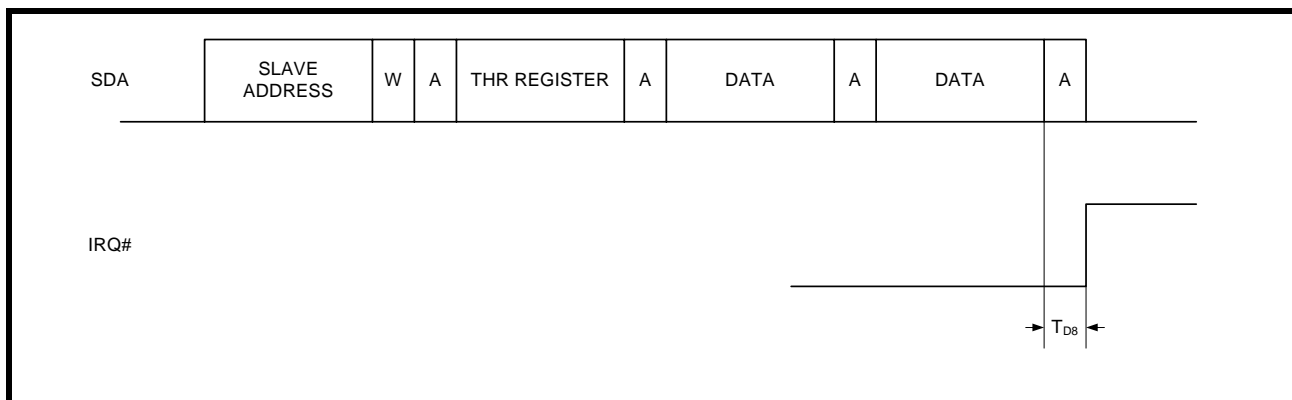 SDA SLAVE ADDRESS W A THR REGISTER A DATA A DATA A
IRQ#
TD8